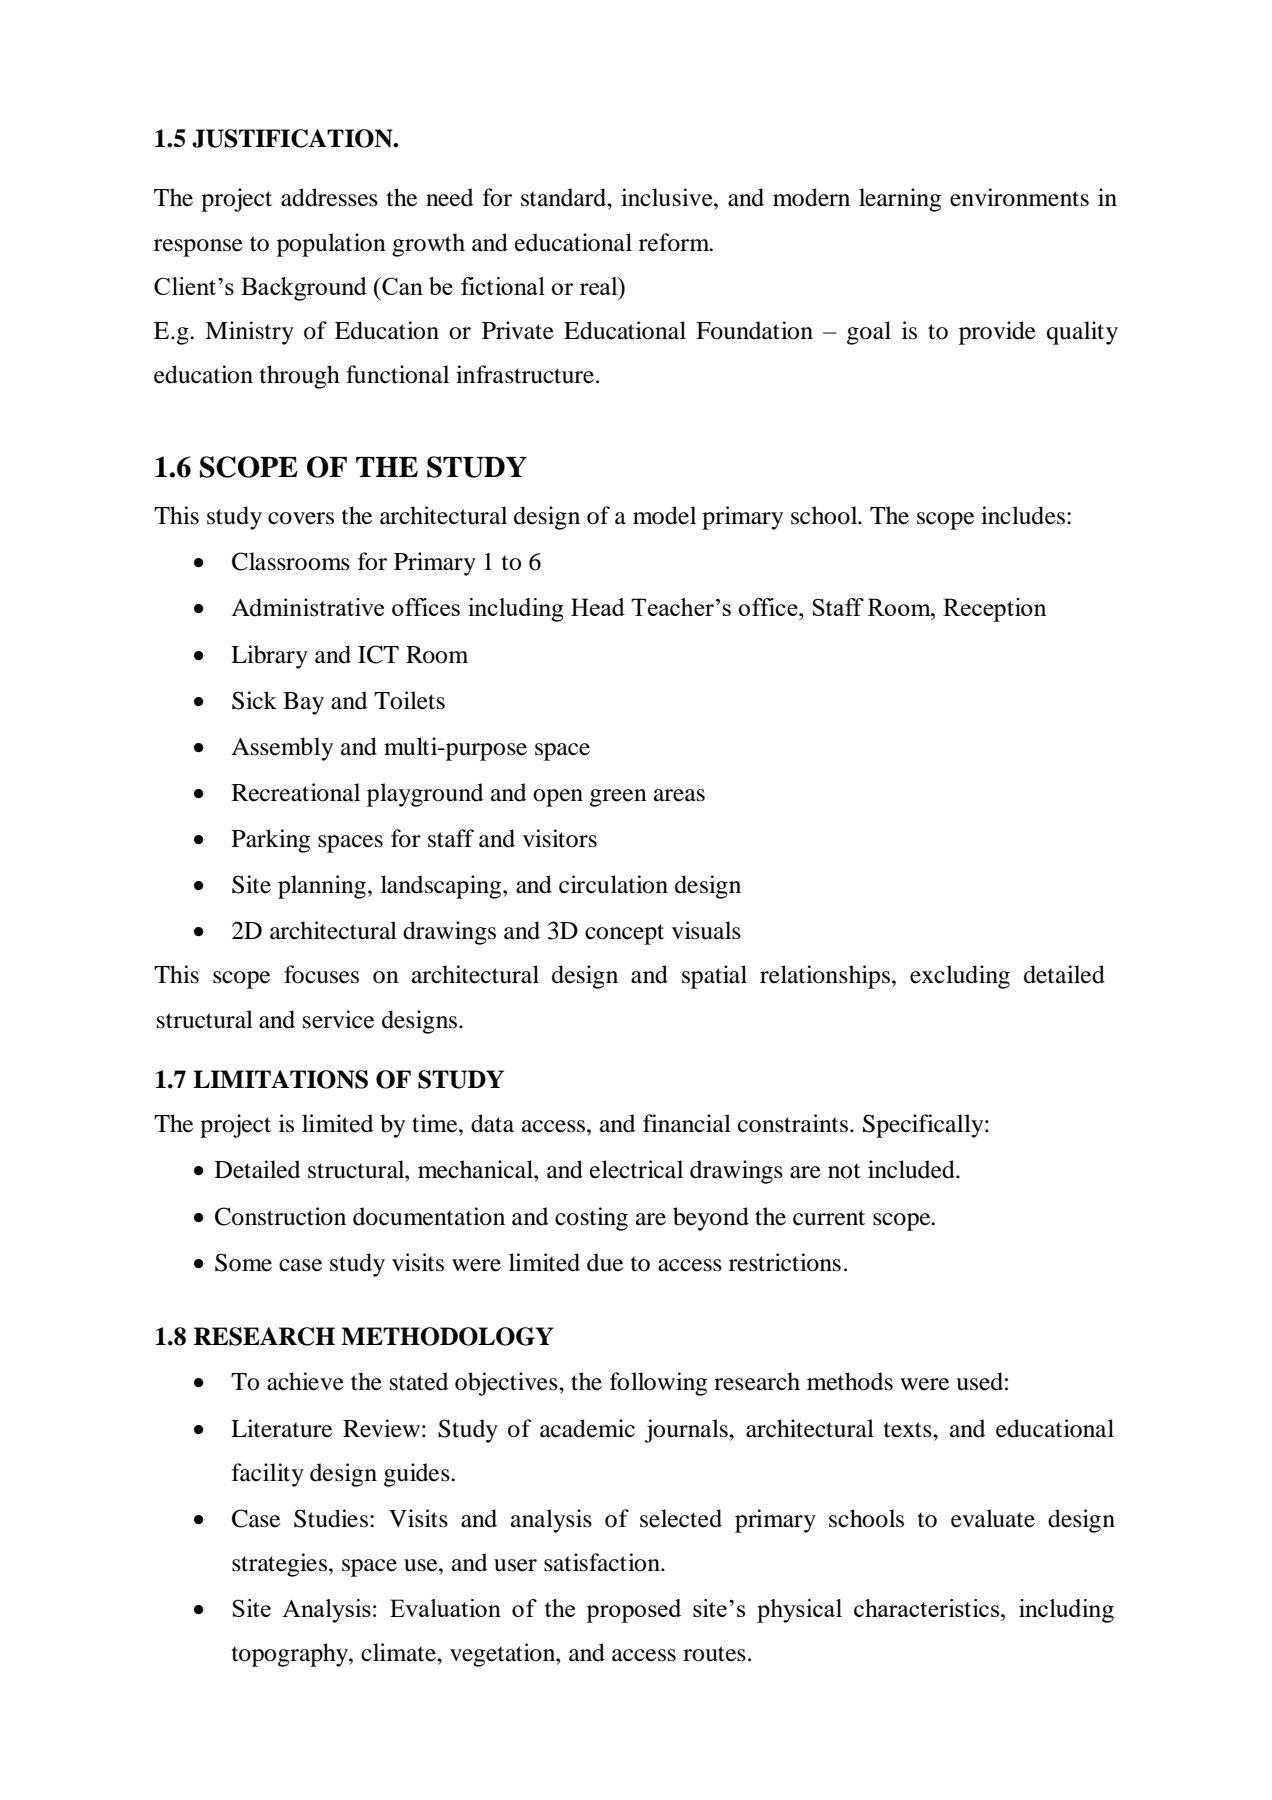 1.5 JUSTIFICATION.
The project addresses the need for standard, inclusive, and modern learning environments in
response to population growth and educational reform.
Client’s Background (Can be fictional or real)
E.g. Ministry of Education or Private Educational Foundation – goal is to provide quality
education through functional infrastructure.
1.6 SCOPE OF THE STUDY
This study covers the architectural design of a model primary school. The scope includes:
• Classrooms for Primary 1 to 6
• Administrative offices including Head Teacher’s office, Staff Room, Reception
• Library and ICT Room
• Sick Bay and Toilets
• Assembly and multi-purpose space
• Recreational playground and open green areas
• Parking spaces for staff and visitors
• Site planning, landscaping, and circulation design
• 2D architectural drawings and 3D concept visuals
This scope focuses on architectural design and spatial relationships, excluding detailed
structural and service designs.
1.7 LIMITATIONS OF STUDY
The project is limited by time, data access, and financial constraints. Specifically:
• Detailed structural, mechanical, and electrical drawings are not included.
• Construction documentation and costing are beyond the current scope.
• Some case study visits were limited due to access restrictions.
1.8 RESEARCH METHODOLOGY
• To achieve the stated objectives, the following research methods were used:
• Literature Review: Study of academic journals, architectural texts, and educational
facility design guides.
• Case Studies: Visits and analysis of selected primary schools to evaluate design
strategies, space use, and user satisfaction.
• Site Analysis: Evaluation of the proposed site’s physical characteristics, including
topography, climate, vegetation, and access routes.